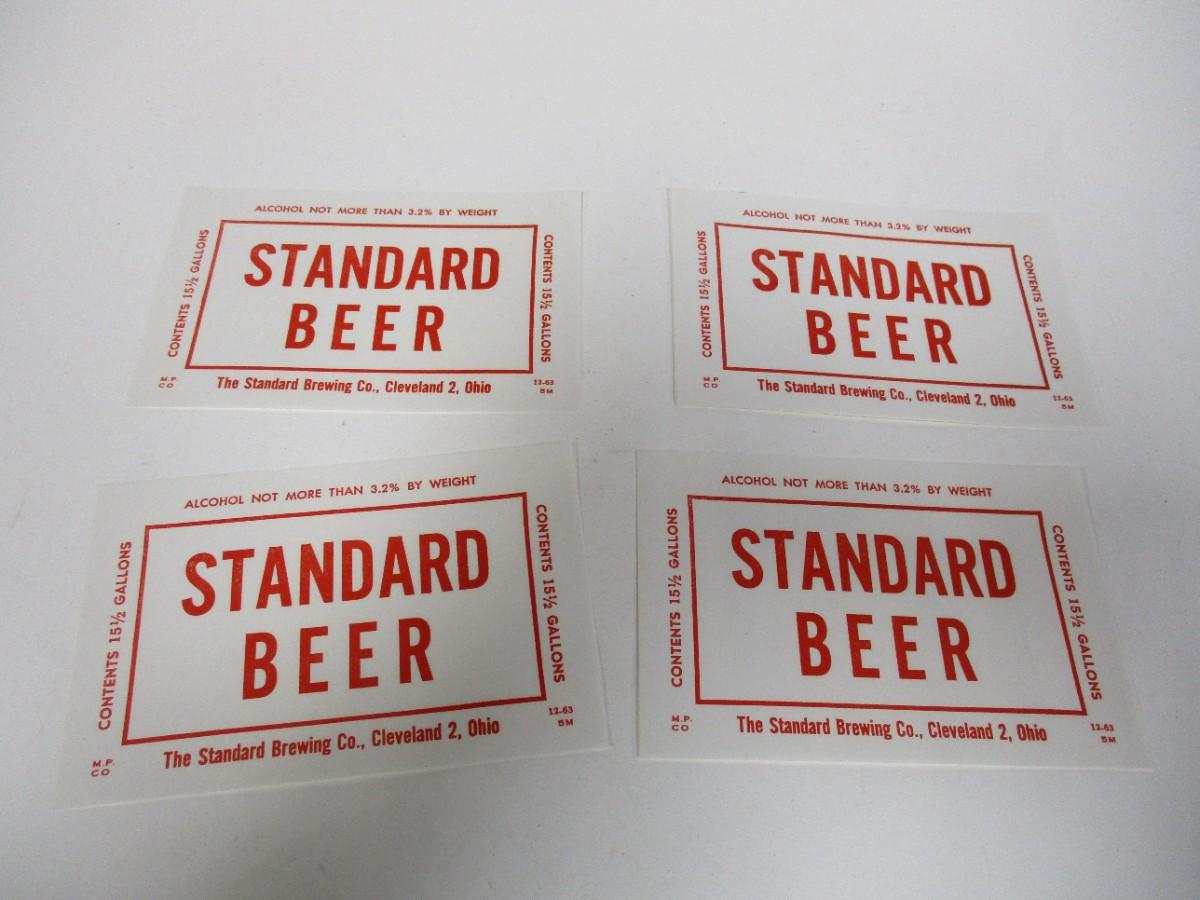 ALCOHOL NOT MORE THAN 3.2% BY WEIGHT
CONTENTS 15½ GALLONS
STANDARD
BEER
CONTENTS 15½ GALLONS
M.P.
CO
The Standard Brewing Co., Cleveland 2, Ohio
12-63
5M
ALCOHOL NOT MORE THAN 3.2% BY WEIGHT
CONTENTS 15½ GALLONS
STANDARD
BEER
CONTENTS 15½ GALLONS
M.P.
CO
The Standard Brewing Co., Cleveland 2, Ohio
12-63
5M
ALCOHOL NOT MORE THAN 3.2% BY WEIGHT
CONTENTS 15½ GALLONS
STANDARD
BEER
CONTENTS 15½ GALLONS
M.P.
CO
The Standard Brewing Co., Cleveland 2, Ohio
12-63
5M
ALCOHOL NOT MORE THAN 3.2% BY WEIGHT
CONTENTS 15½ GALLONS
STANDARD
BEER
CONTENTS 15½ GALLONS
M.P.
CO
The Standard Brewing Co., Cleveland 2, Ohio
12-63
5M